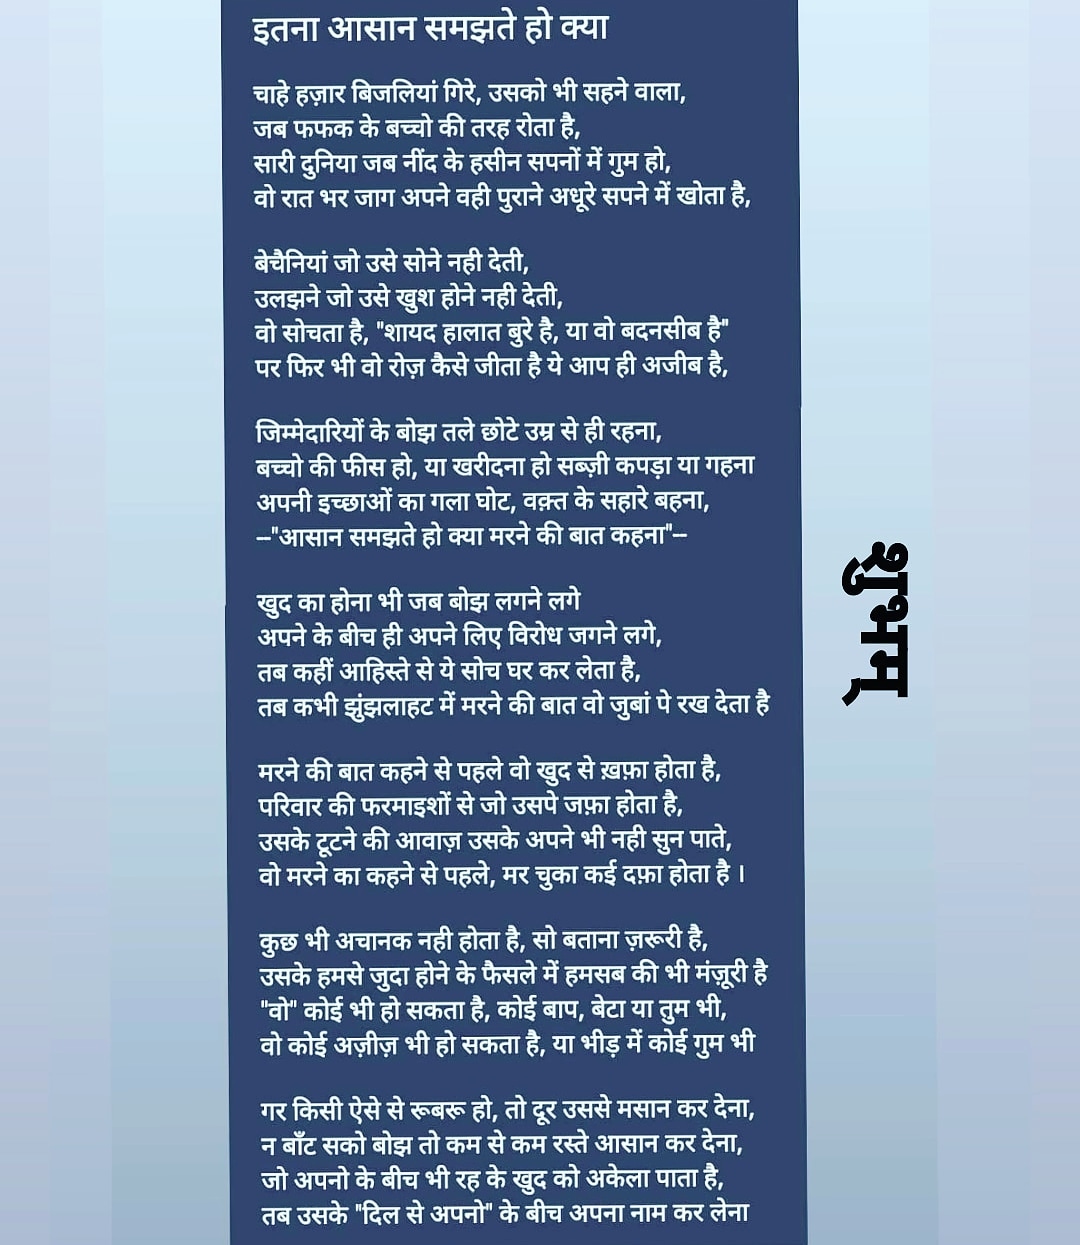 इतना आसान समझते हो क्या
चाहे हज़ार बिजलियां गिरे, उसको भी सहने वाला,
जब फफक के बच्चो की तरह रोता है,
सारी दुनिया जब नींद के हसीन सपनों में गुम हो,
वो रात भर जाग अपने वही पुराने अधूरे सपने में खोता है,
बेचैनियां जो उसे सोने नही देती,
उलझने जो उसे खुश होने नही देती,
वो सोचता है, "शायद हालात बुरे है, या वो बदनसीब है"
पर फिर भी वो रोज़ कैसे जीता है ये आप ही अजीब है,
जिम्मेदारियों के बोझ तले छोटे उम्र से ही रहना,
बच्चो की फीस हो, या खरीदना हो सब्ज़ी कपड़ा या गहना
अपनी इच्छाओं का गला घोट, वक़्त के सहारे बहना,
--"आसान समझते हो क्या मरने की बात कहना"--
खुद का होना भी जब बोझ लगने लगे
अपने के बीच ही अपने लिए विरोध जगने लगे,
तब कहीं आहिस्ते से ये सोच घर कर लेता है,
तब कभी झुंझलाहट में मरने की बात वो जुबां पे रख देता है
मरने की बात कहने से पहले वो खुद से ख़फ़ा होता है,
परिवार की फरमाइशों से जो उसपे जफ़ा होता है,
उसके टूटने की आवाज़ उसके अपने भी नही सुन पाते,
वो मरने का कहने से पहले, मर चुका कई दफ़ा होता है ।
कुछ भी अचानक नही होता है, सो बताना ज़रूरी है,
उसके हमसे जुदा होने के फैसले में हमसब की भी मंज़ूरी है
"वो" कोई भी हो सकता है, कोई बाप, बेटा या तुम भी,
वो कोई अज़ीज़ भी हो सकता है, या भीड़ में कोई गुम भी
गर किसी ऐसे से रूबरू हो, तो दूर उससे मसान कर देना,
न बाँट सको बोझ तो कम से कम रस्ते आसान कर देना,
जो अपनो के बीच भी रह के खुद को अकेला पाता है,
तब उसके "दिल से अपनो" के बीच अपना नाम कर लेना
शुभम्